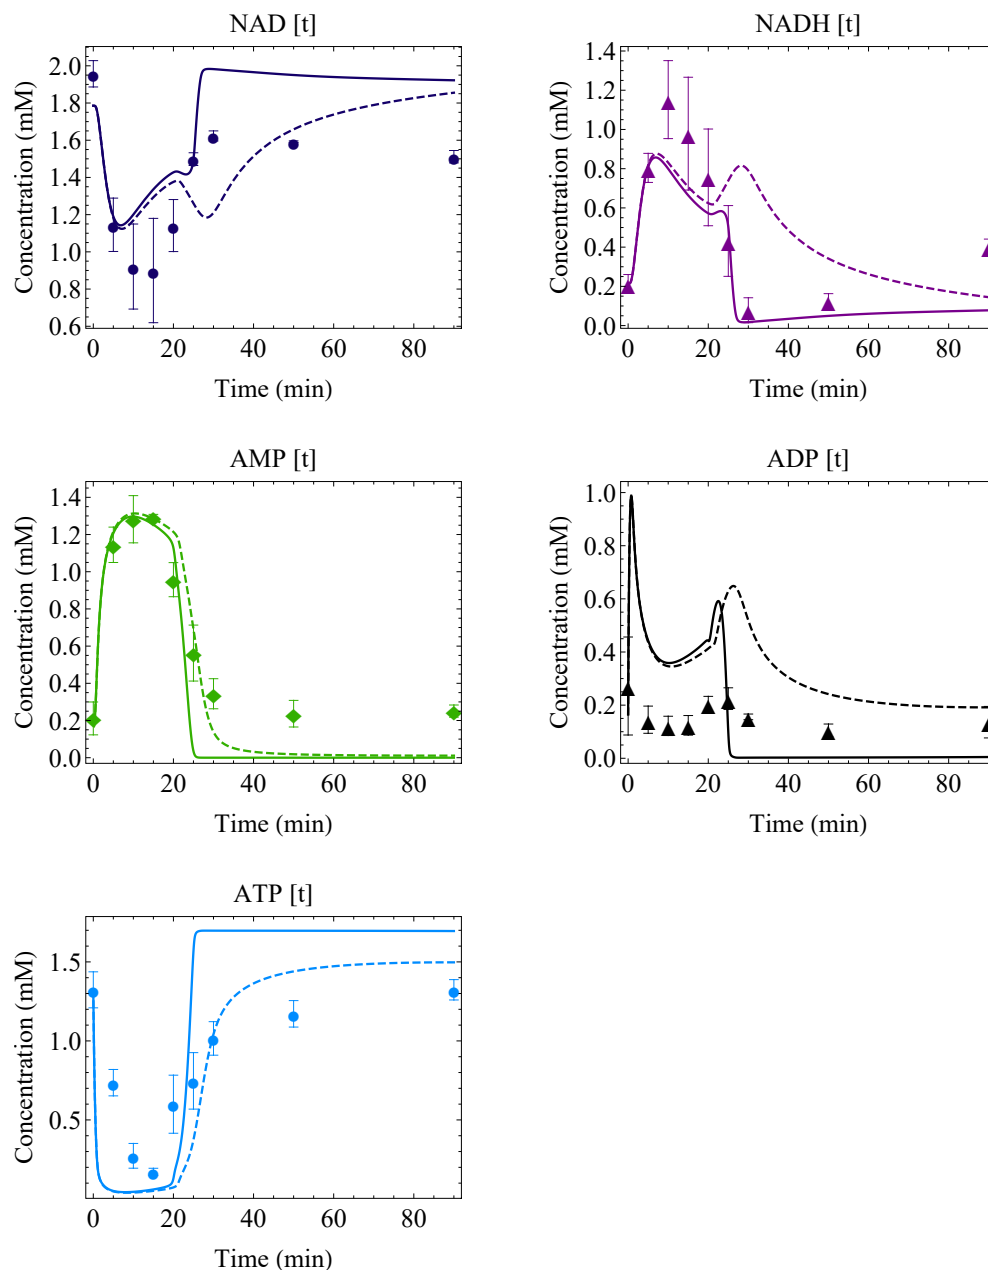 NAD [t]
2.0
1.8
1.6
1.4
1.2
1.0
0.8
0.6
Concentration (mM)
0 20 40 60 80
Time (min)
NADH [t]
1.4
1.2
1.0
0.8
0.6
0.4
0.2
0.0
Concentration (mM)
0 20 40 60 80
Time (min)
AMP [t]
1.4
1.2
1.0
0.8
0.6
0.4
0.2
0.0
Concentration (mM)
0 20 40 60 80
Time (min)
ADP [t]
1.0
0.8
0.6
0.4
0.2
0.0
Concentration (mM)
0 20 40 60 80
Time (min)
ATP [t]
1.5
1.0
0.5
Concentration (mM)
0 20 40 60 80
Time (min)